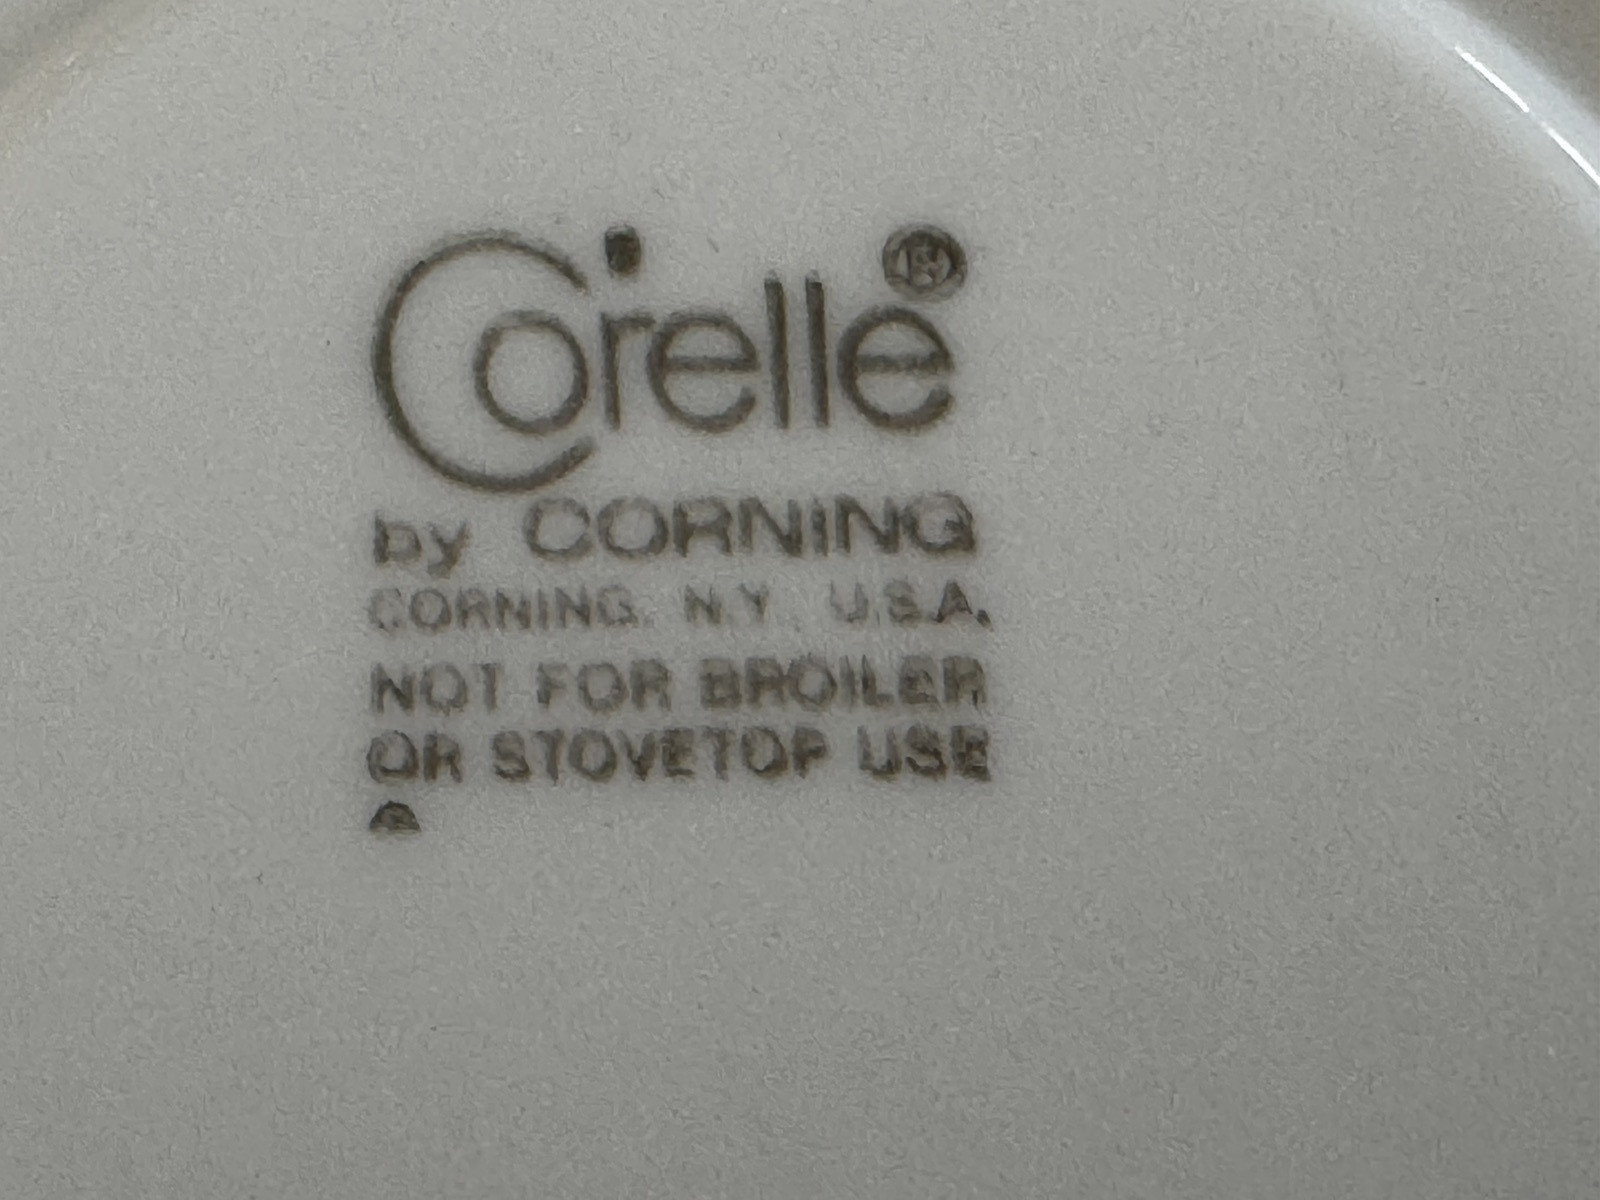 Corelle®
by CORNING
CORNING, N.Y., U.S.A.
NOT FOR BROILER
OR STOVETOP USE